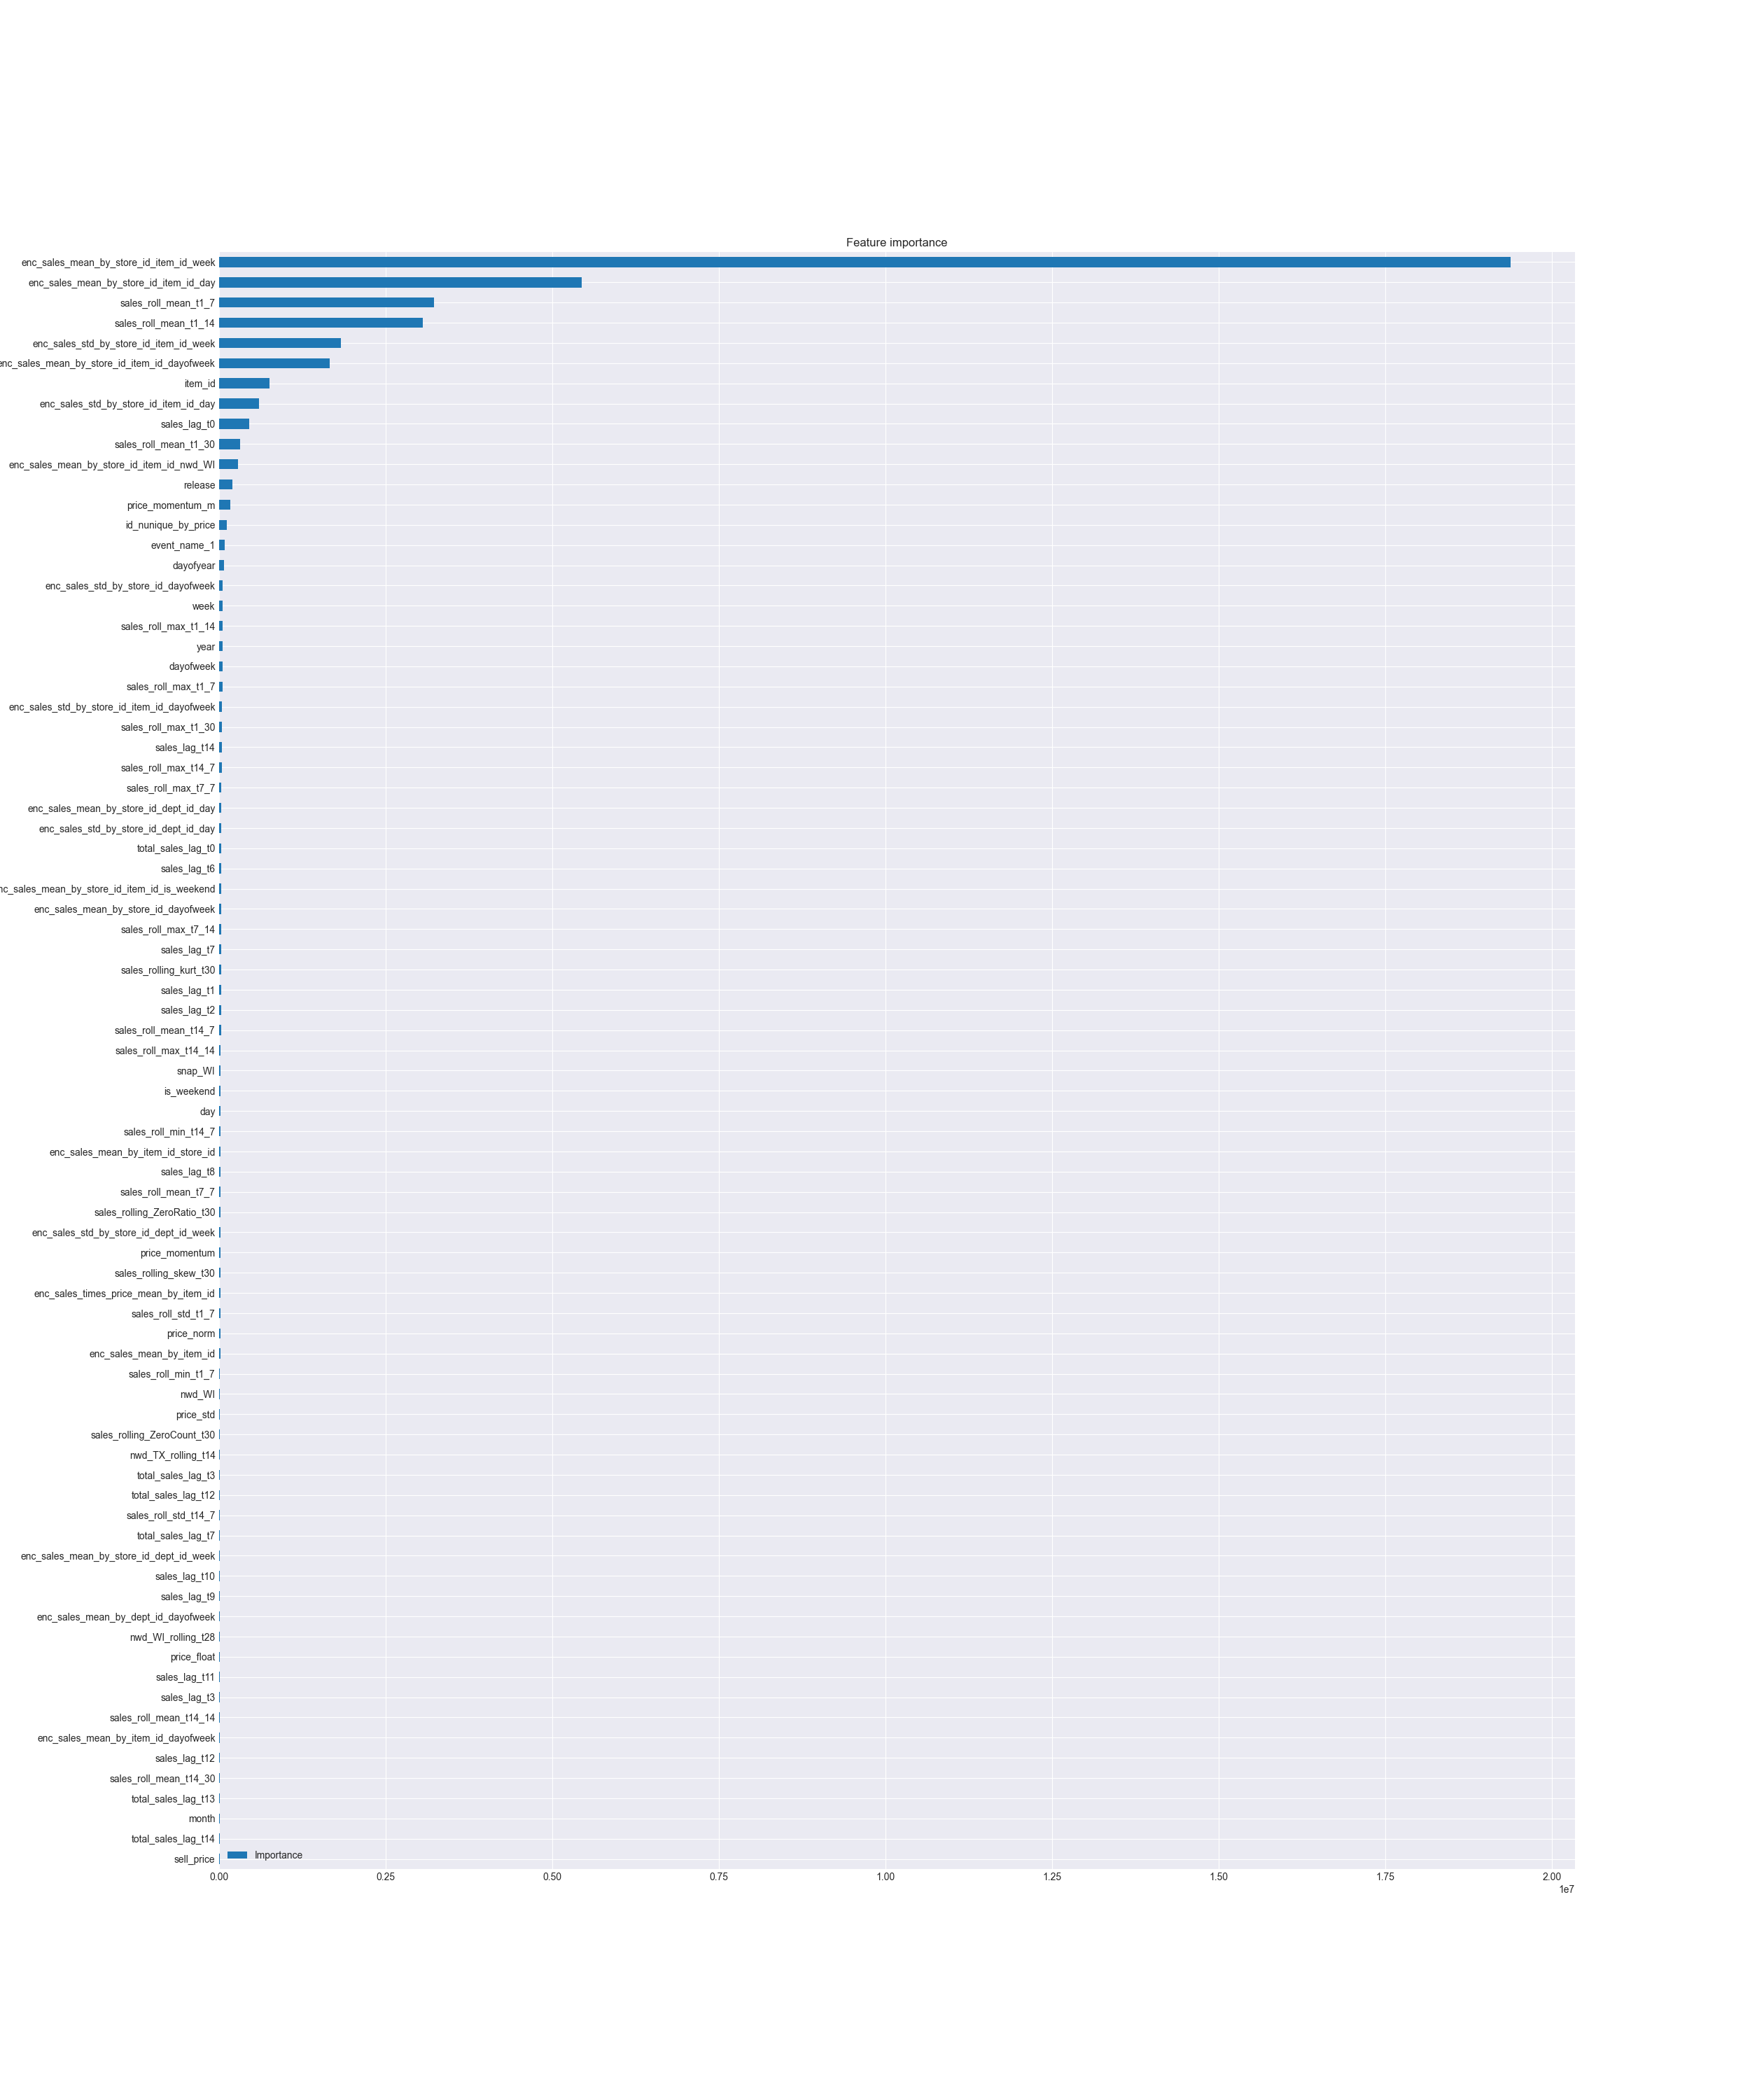 Feature importance
enc_sales_mean_by_store_id_item_id_week
enc_sales_mean_by_store_id_item_id_day
sales_roll_mean_t1_7
sales_roll_mean_t1_14
enc_sales_std_by_store_id_item_id_week
enc_sales_mean_by_store_id_item_id_dayofweek
item_id
enc_sales_std_by_store_id_item_id_day
sales_lag_t0
sales_roll_mean_t1_30
enc_sales_mean_by_store_id_item_id_nwd_WI
release
price_momentum_m
id_nunique_by_price
event_name_1
dayofyear
enc_sales_std_by_store_id_dayofweek
week
sales_roll_max_t1_14
year
dayofweek
sales_roll_max_t1_7
enc_sales_std_by_store_id_item_id_dayofweek
sales_roll_max_t1_30
sales_lag_t14
sales_roll_max_t14_7
sales_roll_max_t7_7
enc_sales_mean_by_store_id_dept_id_day
enc_sales_std_by_store_id_dept_id_day
total_sales_lag_t0
sales_lag_t6
nc_sales_mean_by_store_id_item_id_is_weekend
enc_sales_mean_by_store_id_dayofweek
sales_roll_max_t7_14
sales_lag_t7
sales_rolling_kurt_t30
sales_lag_t1
sales_lag_t2
sales_roll_mean_t14_7
sales_roll_max_t14_14
snap_WI
is_weekend
day
sales_roll_min_t14_7
enc_sales_mean_by_item_id_store_id
sales_lag_t8
sales_roll_mean_t7_7
sales_rolling_ZeroRatio_t30
enc_sales_std_by_store_id_dept_id_week
price_momentum
sales_rolling_skew_t30
enc_sales_times_price_mean_by_item_id
sales_roll_std_t1_7
price_norm
enc_sales_mean_by_item_id
sales_roll_min_t1_7
nwd_WI
price_std
sales_rolling_ZeroCount_t30
nwd_TX_rolling_t14
total_sales_lag_t3
total_sales_lag_t12
sales_roll_std_t14_7
total_sales_lag_t7
enc_sales_mean_by_store_id_dept_id_week
sales_lag_t10
sales_lag_t9
enc_sales_mean_by_dept_id_dayofweek
nwd_WI_rolling_t28
price_float
sales_lag_t11
sales_lag_t3
sales_roll_mean_t14_14
enc_sales_mean_by_item_id_dayofweek
sales_lag_t12
sales_roll_mean_t14_30
total_sales_lag_t13
month
total_sales_lag_t14
sell_price
Importance
0.00 0.25 0.50 0.75 1.00 1.25 1.50 1.75 2.00
1e7